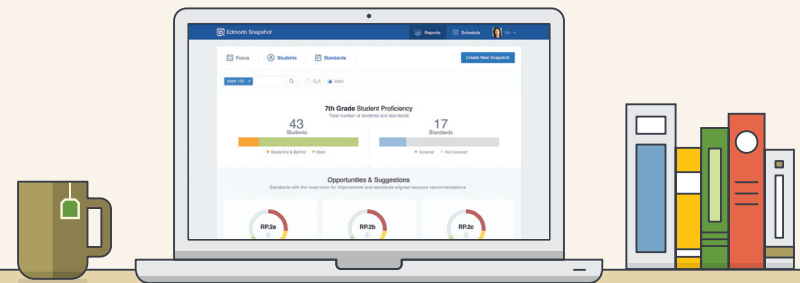 Edmodo Snapshot
Reports
Schedule
Me
Focus
Students
Standards
Create New Snapshot
Math 101 ×
ELA
Math
7th Grade Student Proficiency
Total number of students and standards
43
Students
17
Standards
Borderline & Behind
Meet
Covered
Not Covered
Opportunities & Suggestions
Standards with the most room for improvement and standards-aligned resource recommendations
RP.2a
RP.2b
RP.2c